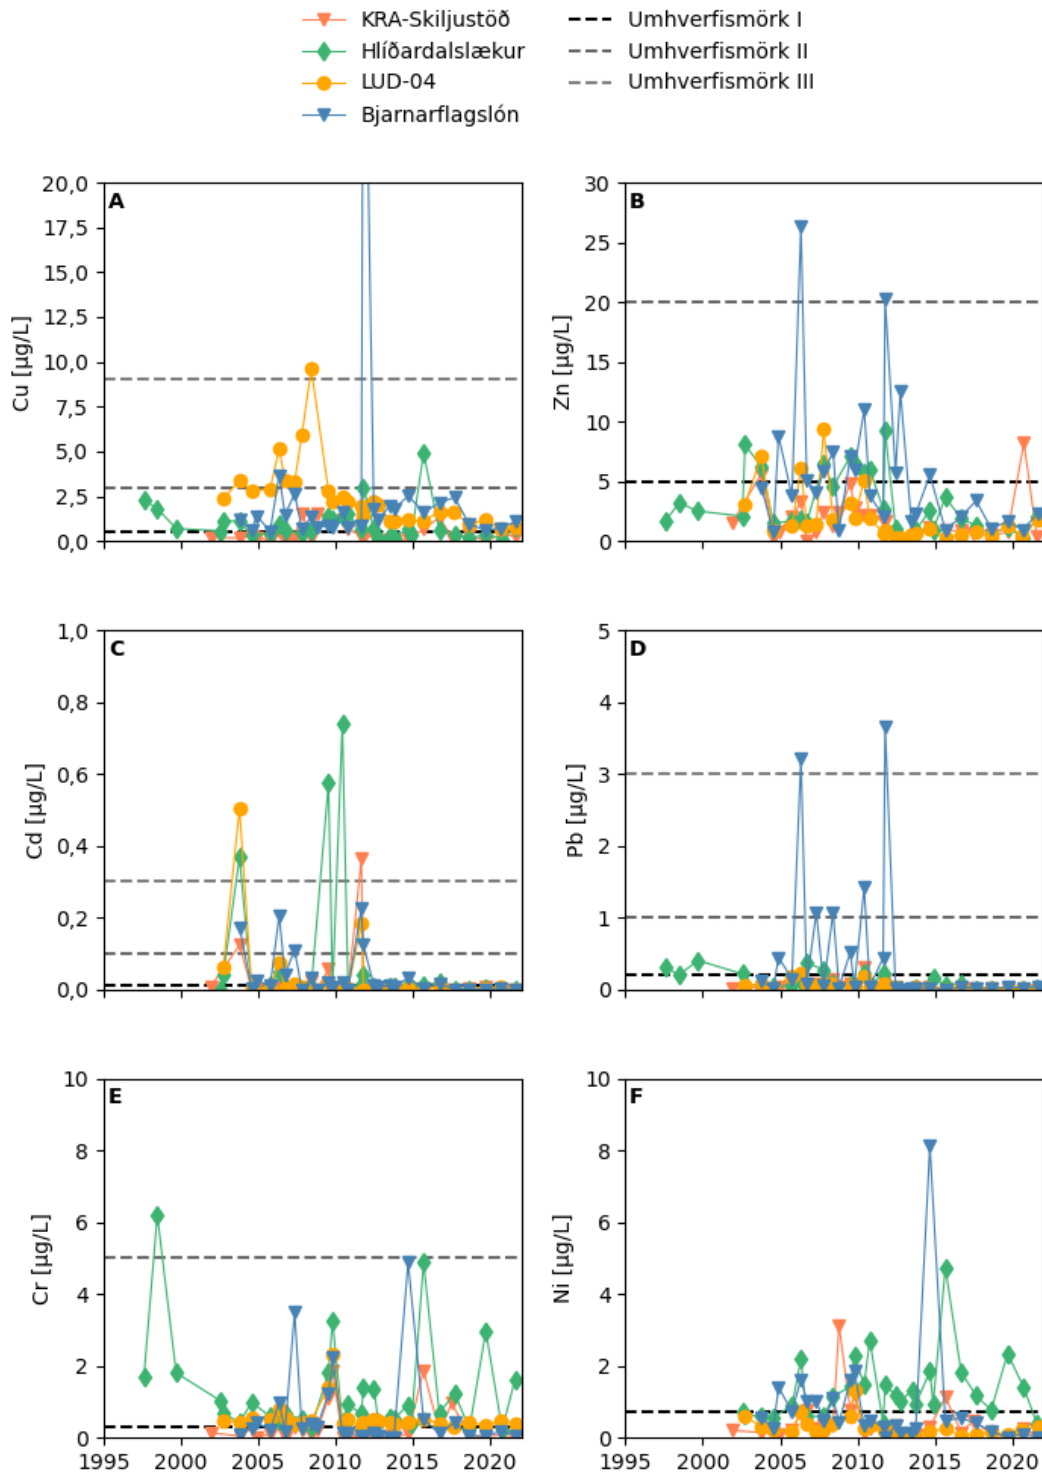 KRA-Skiljustöð
Hlíðardalslækur
LUD-04
Bjarnarflagslón
Umhverfismörk I
Umhverfismörk II
Umhverfismörk III
A
Cu [µg/L]
20,0
17,5
15,0
12,5
10,0
7,5
5,0
2,5
0,0
B
Zn [µg/L]
30
25
20
15
10
5
0
C
Cd [µg/L]
1,0
0,8
0,6
0,4
0,2
0,0
D
Pb [µg/L]
5
4
3
2
1
0
E
Cr [µg/L]
10
8
6
4
2
0
1995 2000 2005 2010 2015 2020
F
Ni [µg/L]
10
8
6
4
2
0
1995 2000 2005 2010 2015 2020